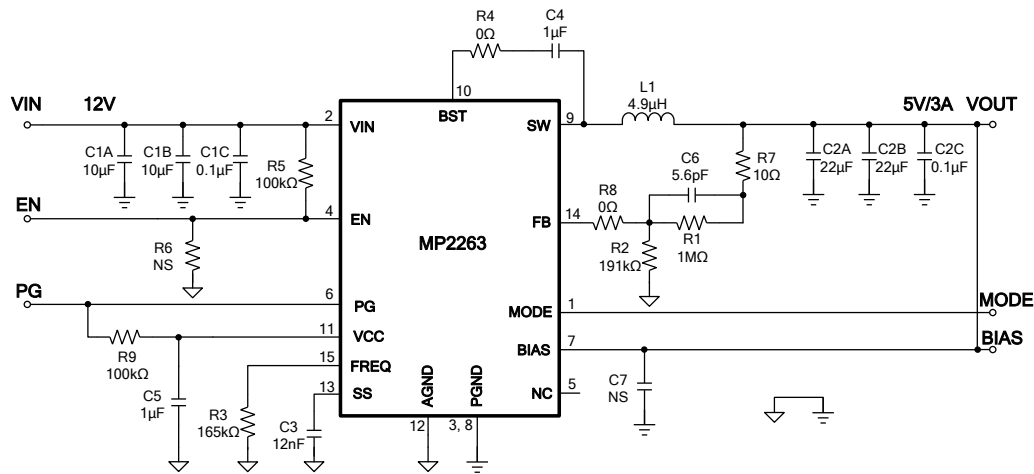 R4
0Ω
C4
1µF
10
BST
L1
4.9µH
VIN
12V
2
VIN
SW
9
5V/3A
VOUT
C1A
10µF
C1B
10µF
C1C
0.1µF
R5
100kΩ
C6
5.6pF
R7
10Ω
C2A
22µF
C2B
22µF
C2C
0.1µF
EN
4
EN
FB
14
R8
0Ω
R6
NS
MP2263
R2
191kΩ
R1
1MΩ
PG
6
PG
MODE
1
MODE
11
VCC
BIAS
7
BIAS
R9
100kΩ
15
FREQ
C5
1µF
13
SS
AGND
PGND
NC
5
C7
NS
R3
165kΩ
C3
12nF
12
3, 8